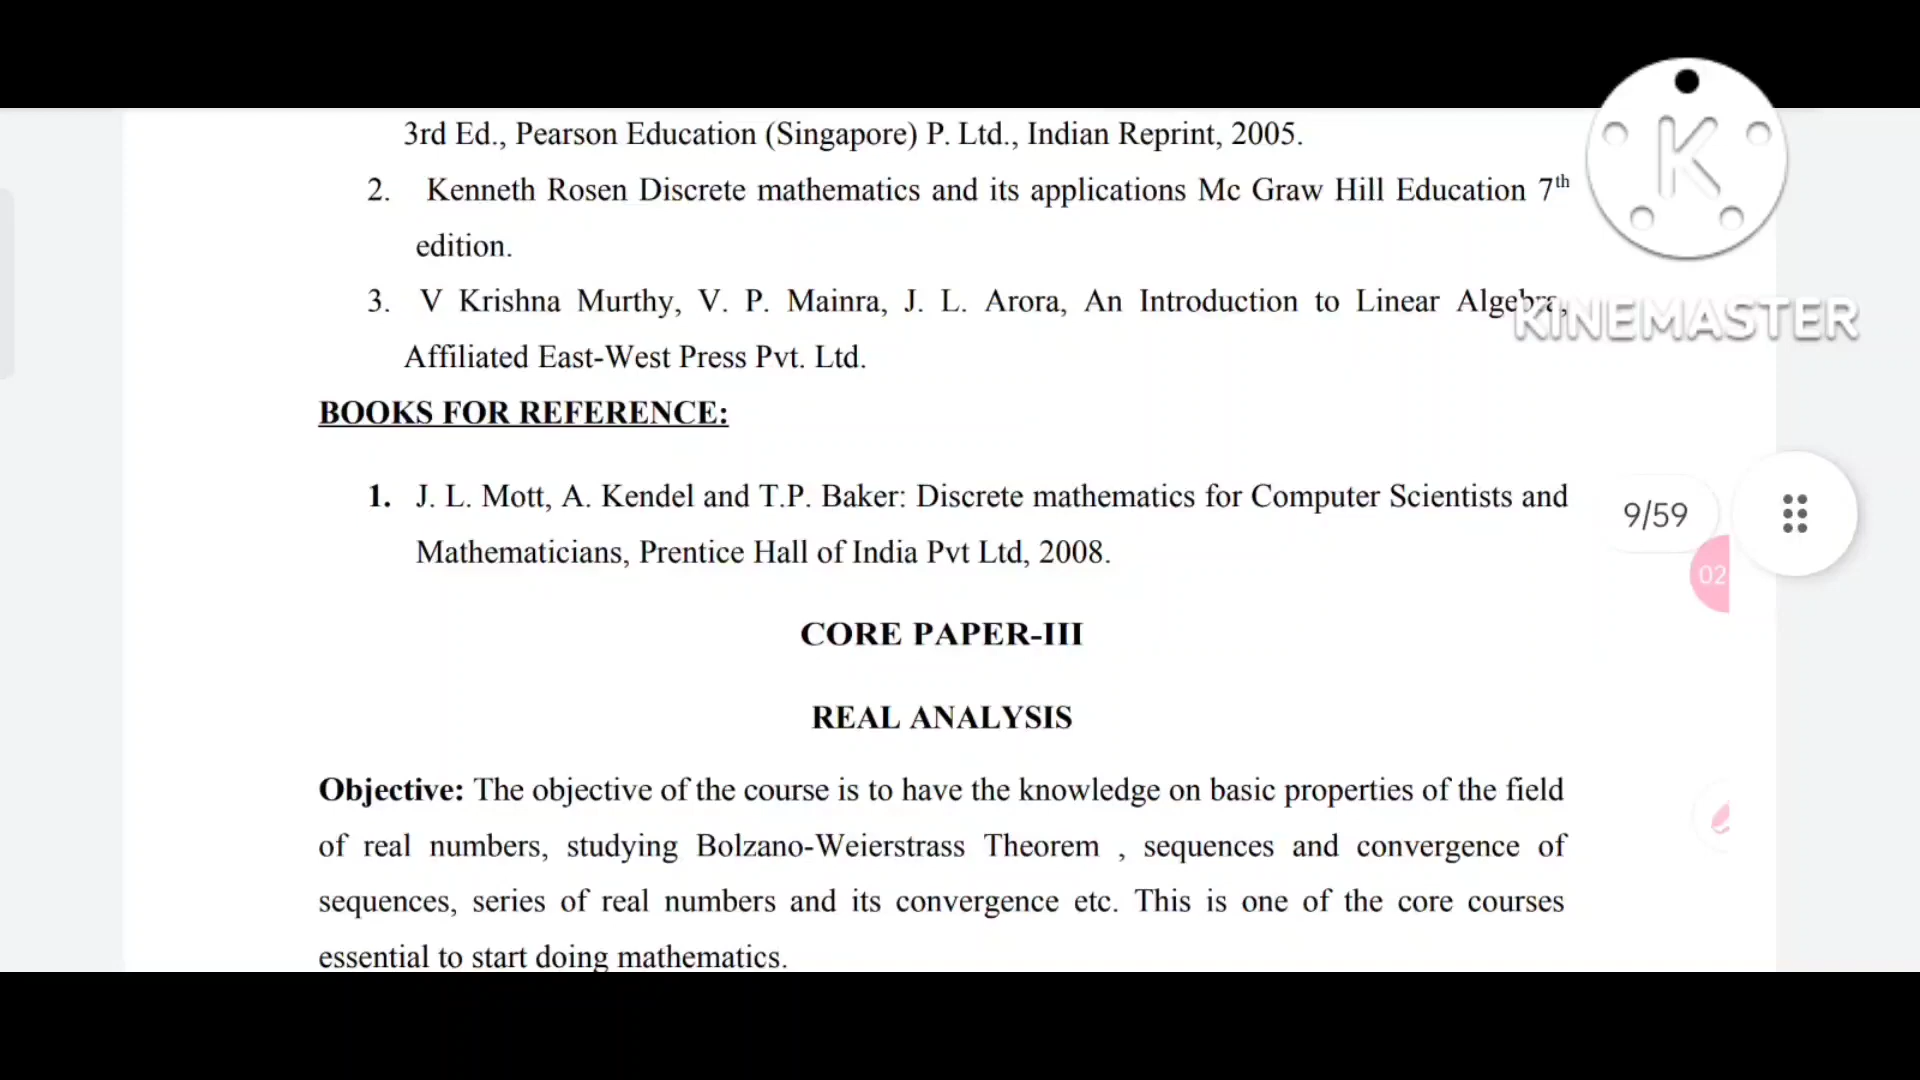 3rd Ed., Pearson Education (Singapore) P. Ltd., Indian Reprint, 2005.
2. Kenneth Rosen Discrete mathematics and its applications Mc Graw Hill Education 7th
edition.
3. V Krishna Murthy, V. P. Mainra, J. L. Arora, An Introduction to Linear Algebra,
KINEMASTER
Affiliated East-West Press Pvt. Ltd.
BOOKS FOR REFERENCE:
1. J. L. Mott, A. Kendel and T.P. Baker: Discrete mathematics for Computer Scientists and
9/59
Mathematicians, Prentice Hall of India Pvt Ltd, 2008.
02
CORE PAPER-III
REAL ANALYSIS
Objective: The objective of the course is to have the knowledge on basic properties of the field
of real numbers, studying Bolzano-Weierstrass Theorem , sequences and convergence of
sequences, series of real numbers and its convergence etc. This is one of the core courses
essential to start doing mathematics.